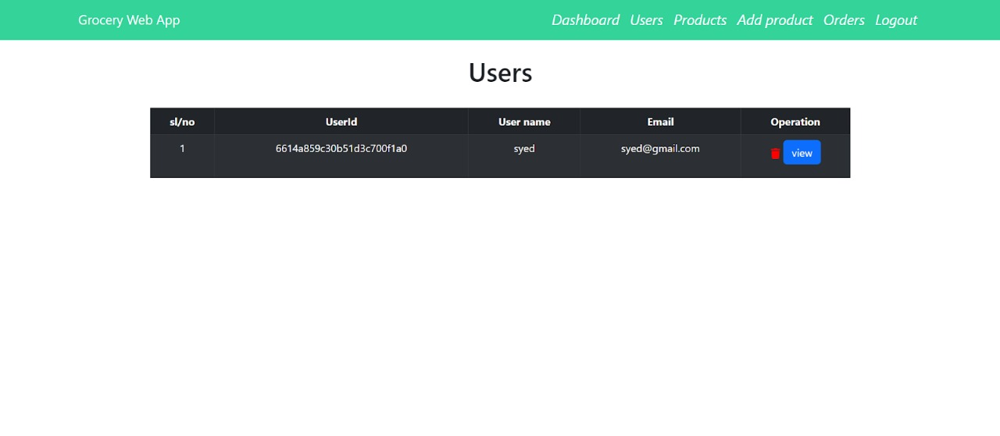 Grocery Web App Dashboard Users Products Add product Orders Logout
Users
sl/no UserId User name Email Operation
1 6614a859c30b51d3c700f1a0 syed syed@gmail.com view